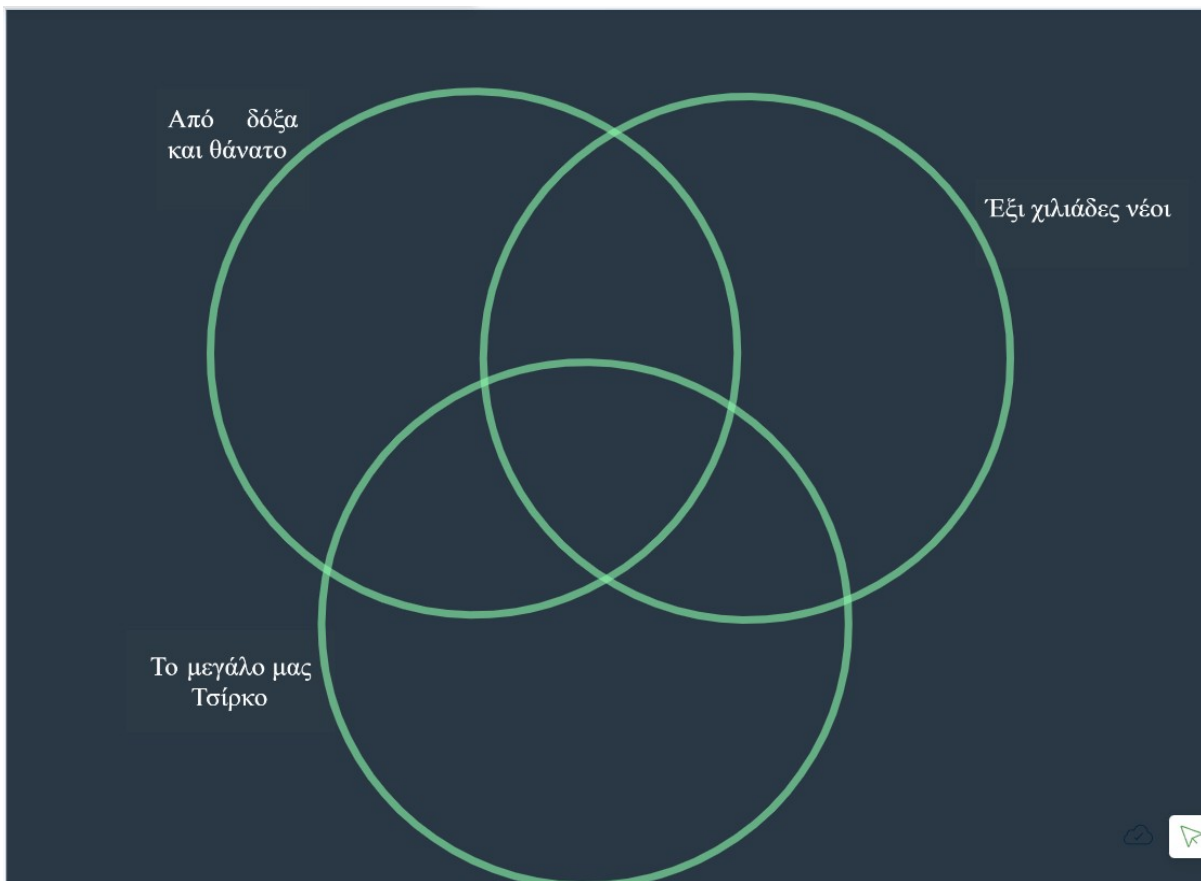 Από δόξα
και θάνατο
Έξι χιλιάδες νέοι
Το μεγάλο μας
Τσίρκο